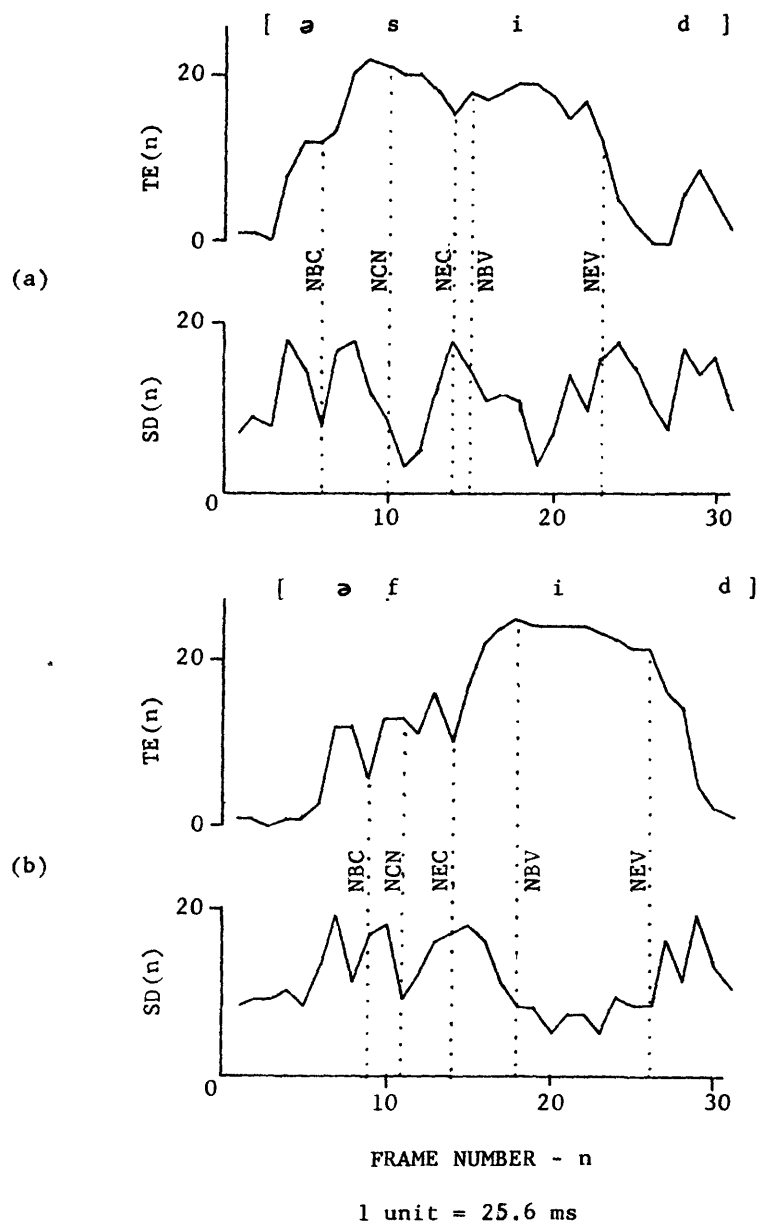 [ ə s i d ]
20
TE(n)
0
(a)
NBC NCN NEC NBV NEV
20
SD(n)
0
10 20 30
[ ə f i d ]
20
TE(n)
0
(b)
NBC NCN NEC NBV NEV
20
SD(n)
0
10 20 30
FRAME NUMBER - n
1 unit = 25.6 ms